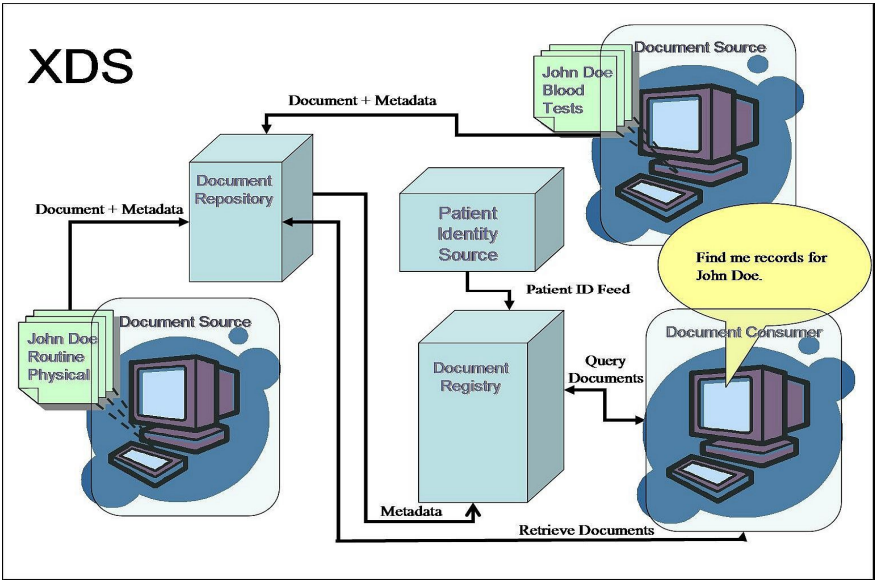 XDS
Document Source
John Doe
Blood
Tests
Document + Metadata
Document
Repository
Document + Metadata
Patient
Identity
Source
Find me records for
John Doe.
Patient ID Feed
John Doe
Routine
Physical
Document Source
Document Consumer
Document
Registry
Query
Documents
Metadata
Retrieve Documents